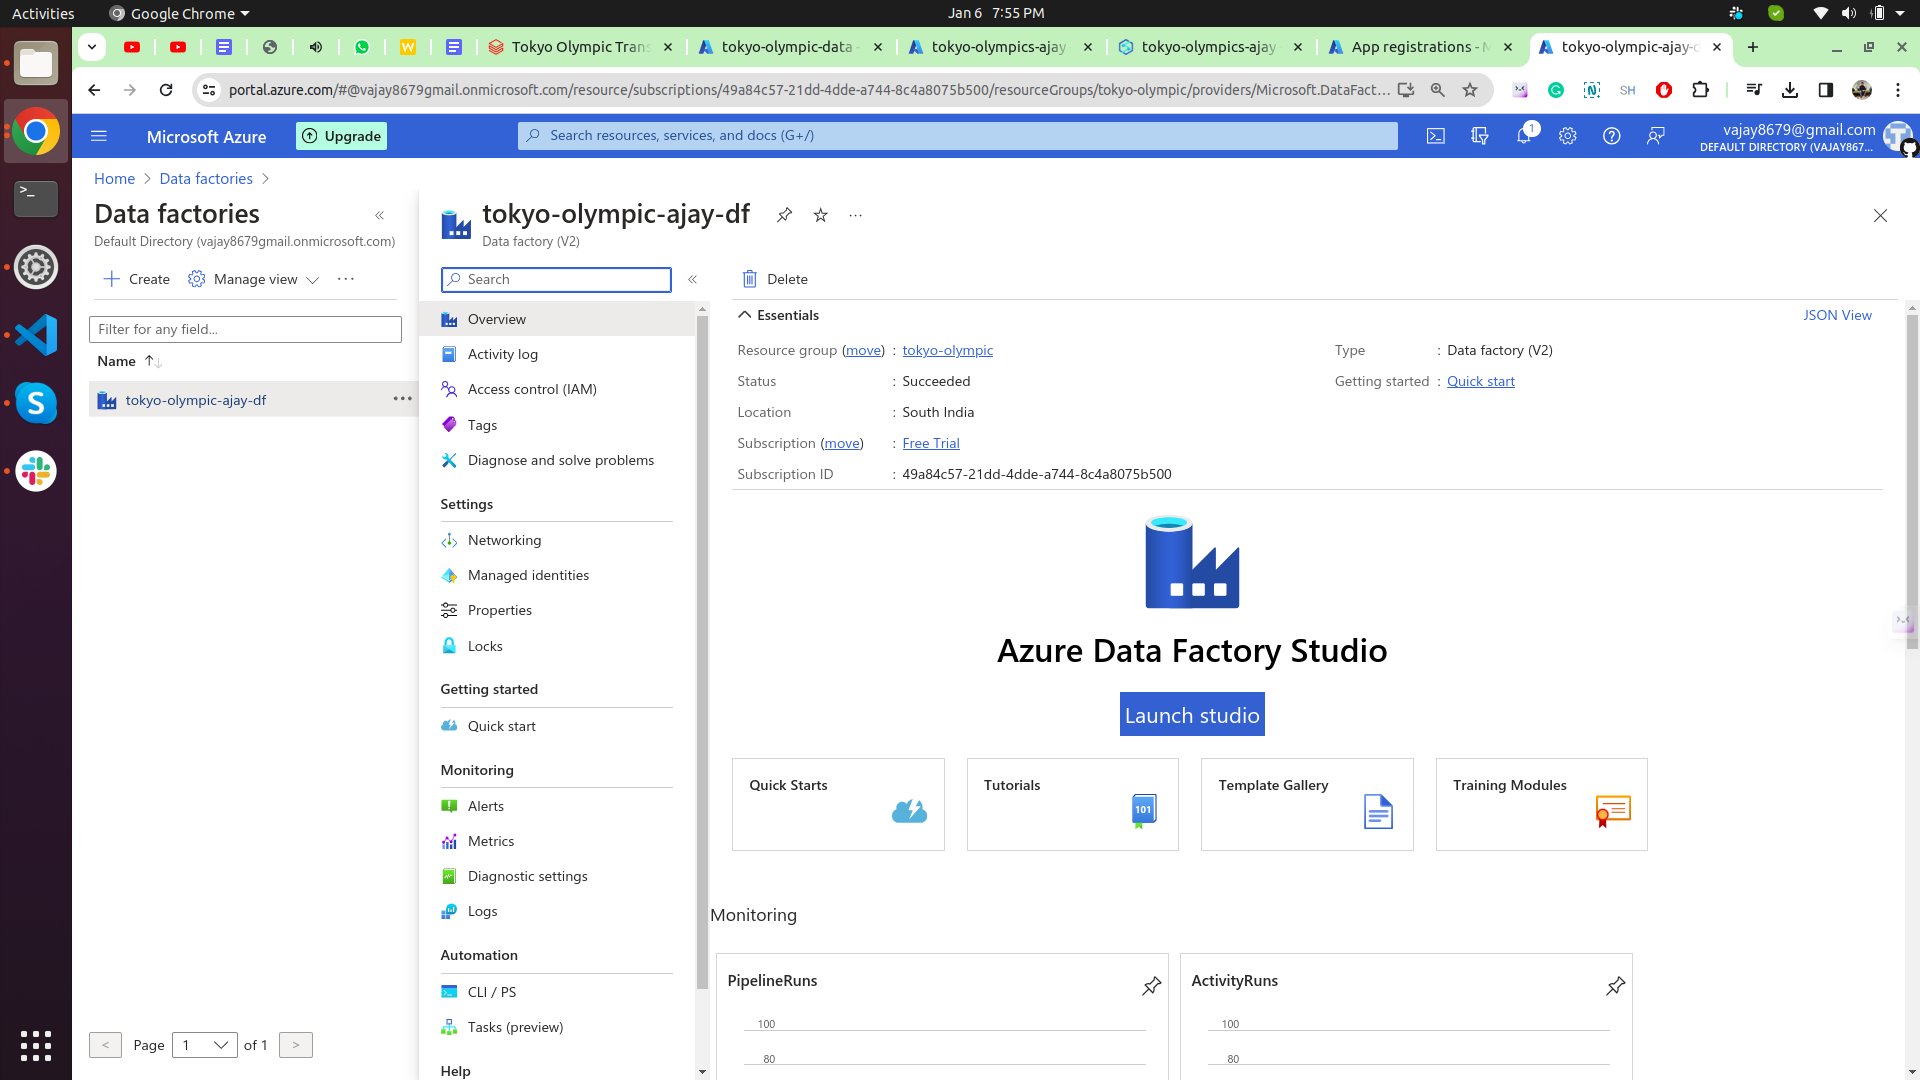 Activities
Google Chrome
Jan 6 7:55 PM
Tokyo Olympic Trans
tokyo-olympic-data -
tokyo-olympics-ajay
tokyo-olympics-ajay
App registrations - M
tokyo-olympic-ajay-d
portal.azure.com/#@vajay8679gmail.onmicrosoft.com/resource/subscriptions/49a84c57-21dd-4dde-a744-8c4a8075b500/resourceGroups/tokyo-olympic/providers/Microsoft.DataFact...
SH
Microsoft Azure
Upgrade
Search resources, services, and docs (G+/)
1
vajay8679@gmail.com
DEFAULT DIRECTORY (VAJAY867...
Home > Data factories >
Data factories
Default Directory (vajay8679gmail.onmicrosoft.com)
Create
Manage view
Filter for any field...
Name
tokyo-olympic-ajay-df
Page 1 of 1
tokyo-olympic-ajay-df
Data factory (V2)
Search
Overview
Activity log
Access control (IAM)
Tags
Diagnose and solve problems
Settings
Networking
Managed identities
Properties
Locks
Getting started
Quick start
Monitoring
Alerts
Metrics
Diagnostic settings
Logs
Automation
CLI / PS
Tasks (preview)
Help
Delete
Essentials
JSON View
Resource group (move) : tokyo-olympic
Status : Succeeded
Location : South India
Subscription (move) : Free Trial
Subscription ID : 49a84c57-21dd-4dde-a744-8c4a8075b500
Type : Data factory (V2)
Getting started : Quick start
Azure Data Factory Studio
Launch studio
Quick Starts
Tutorials
101
Template Gallery
Training Modules
Monitoring
PipelineRuns
100
80
ActivityRuns
100
80